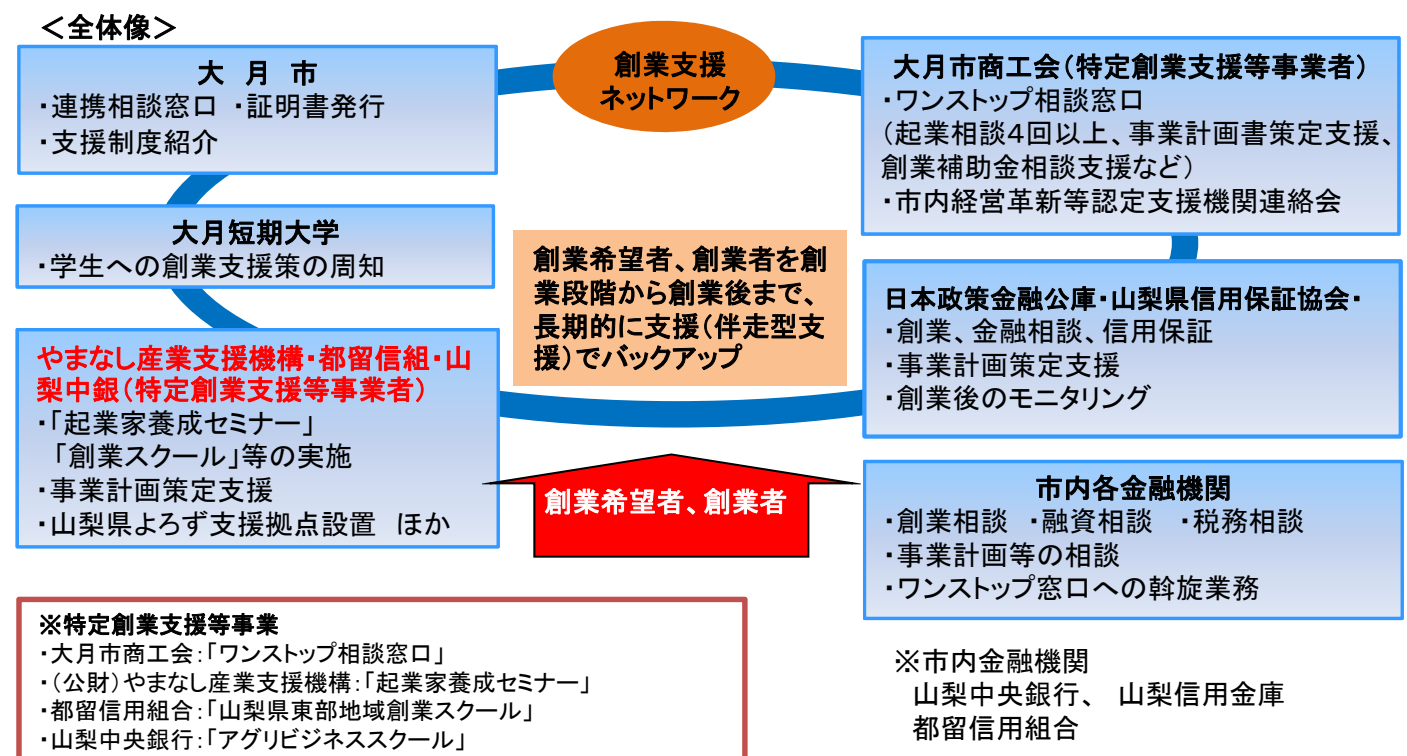 ＜全体像＞
大　月　市
・連携相談窓口 ・証明書発行
・支援制度紹介
創業支援
ネットワーク
大月市商工会（特定創業支援等事業者）
・ワンストップ相談窓口
（起業相談４回以上、事業計画書策定支援、
創業補助金相談支援など）
・市内経営革新等認定支援機関連絡会
大月短期大学
・学生への創業支援策の周知
創業希望者、創業者を創
業段階から創業後まで、
長期的に支援（伴走型支
援）でバックアップ
日本政策金融公庫・山梨県信用保証協会・
・創業、金融相談、信用保証
・事業計画策定支援
・創業後のモニタリング
やまなし産業支援機構・都留信組・山
梨中銀（特定創業支援等事業者）
・「起業家養成セミナー」
「創業スクール」等の実施
・事業計画策定支援
・山梨県よろず支援拠点設置　ほか
創業希望者、創業者
市内各金融機関
・創業相談 ・融資相談 ・税務相談
・事業計画等の相談
・ワンストップ窓口への斡旋業務
※特定創業支援等事業
・大月市商工会：「ワンストップ相談窓口」
・（公財）やまなし産業支援機構：「起業家養成セミナー」
・都留信用組合：「山梨県東部地域創業スクール」
・山梨中央銀行：「アグリビジネススクール」
※市内金融機関
山梨中央銀行、 山梨信用金庫
都留信用組合